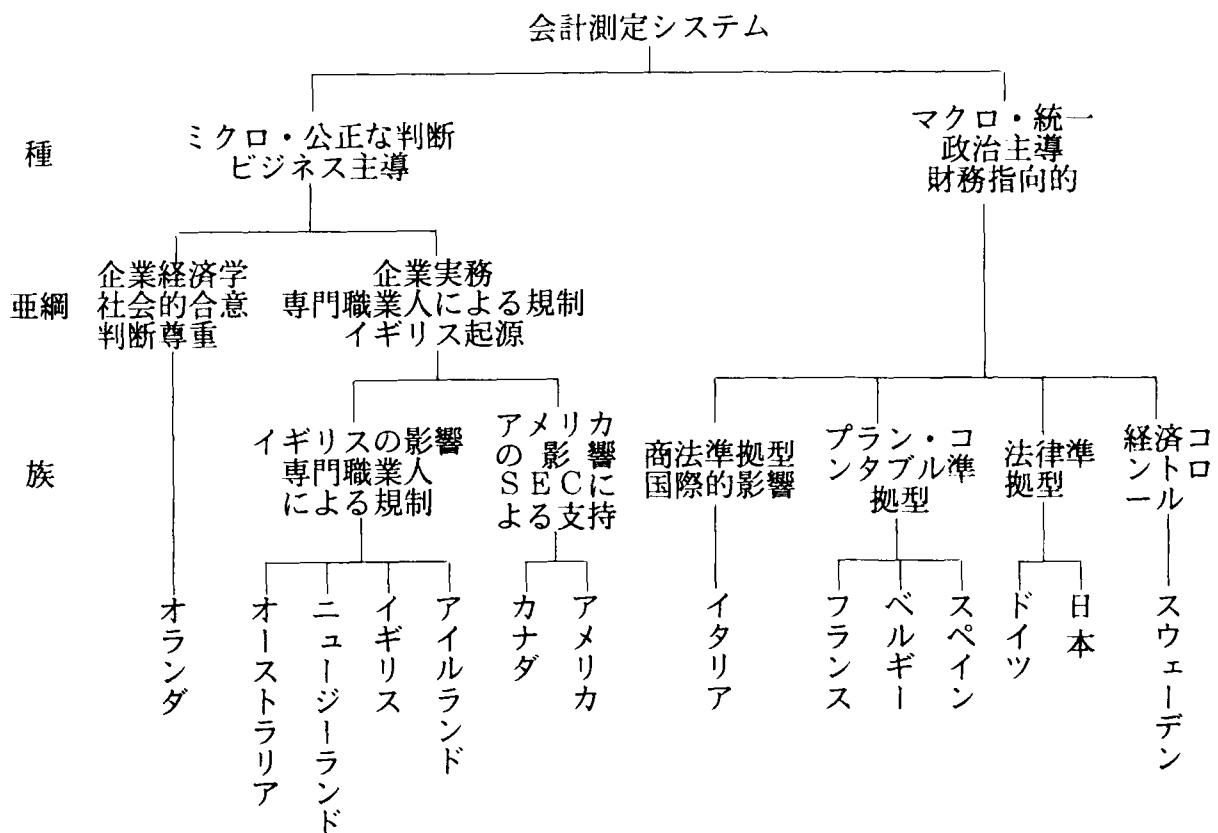 会計測定システム
種
ミクロ・公正な判断
ビジネス主導
マクロ・統一
政治主導
財務指向的
亜綱
企業経済学
社会的合意
判断尊重
企業実務
専門職業人による規制
イギリス起源
族
イギリスの影響
専門職業人
による規制
アメリカ
の影響
SECに
よる支持
商法準拠型
国際的影響
プラン・コ
ンタブル準
拠型
法律準
拠型
経済コ
ントロ
ール
オランダ
オーストラリア
ニュージーランド
イギリス
アイルランド
カナダ
アメリカ
イタリア
フランス
ベルギー
スペイン
ドイツ
日本
スウェーデン